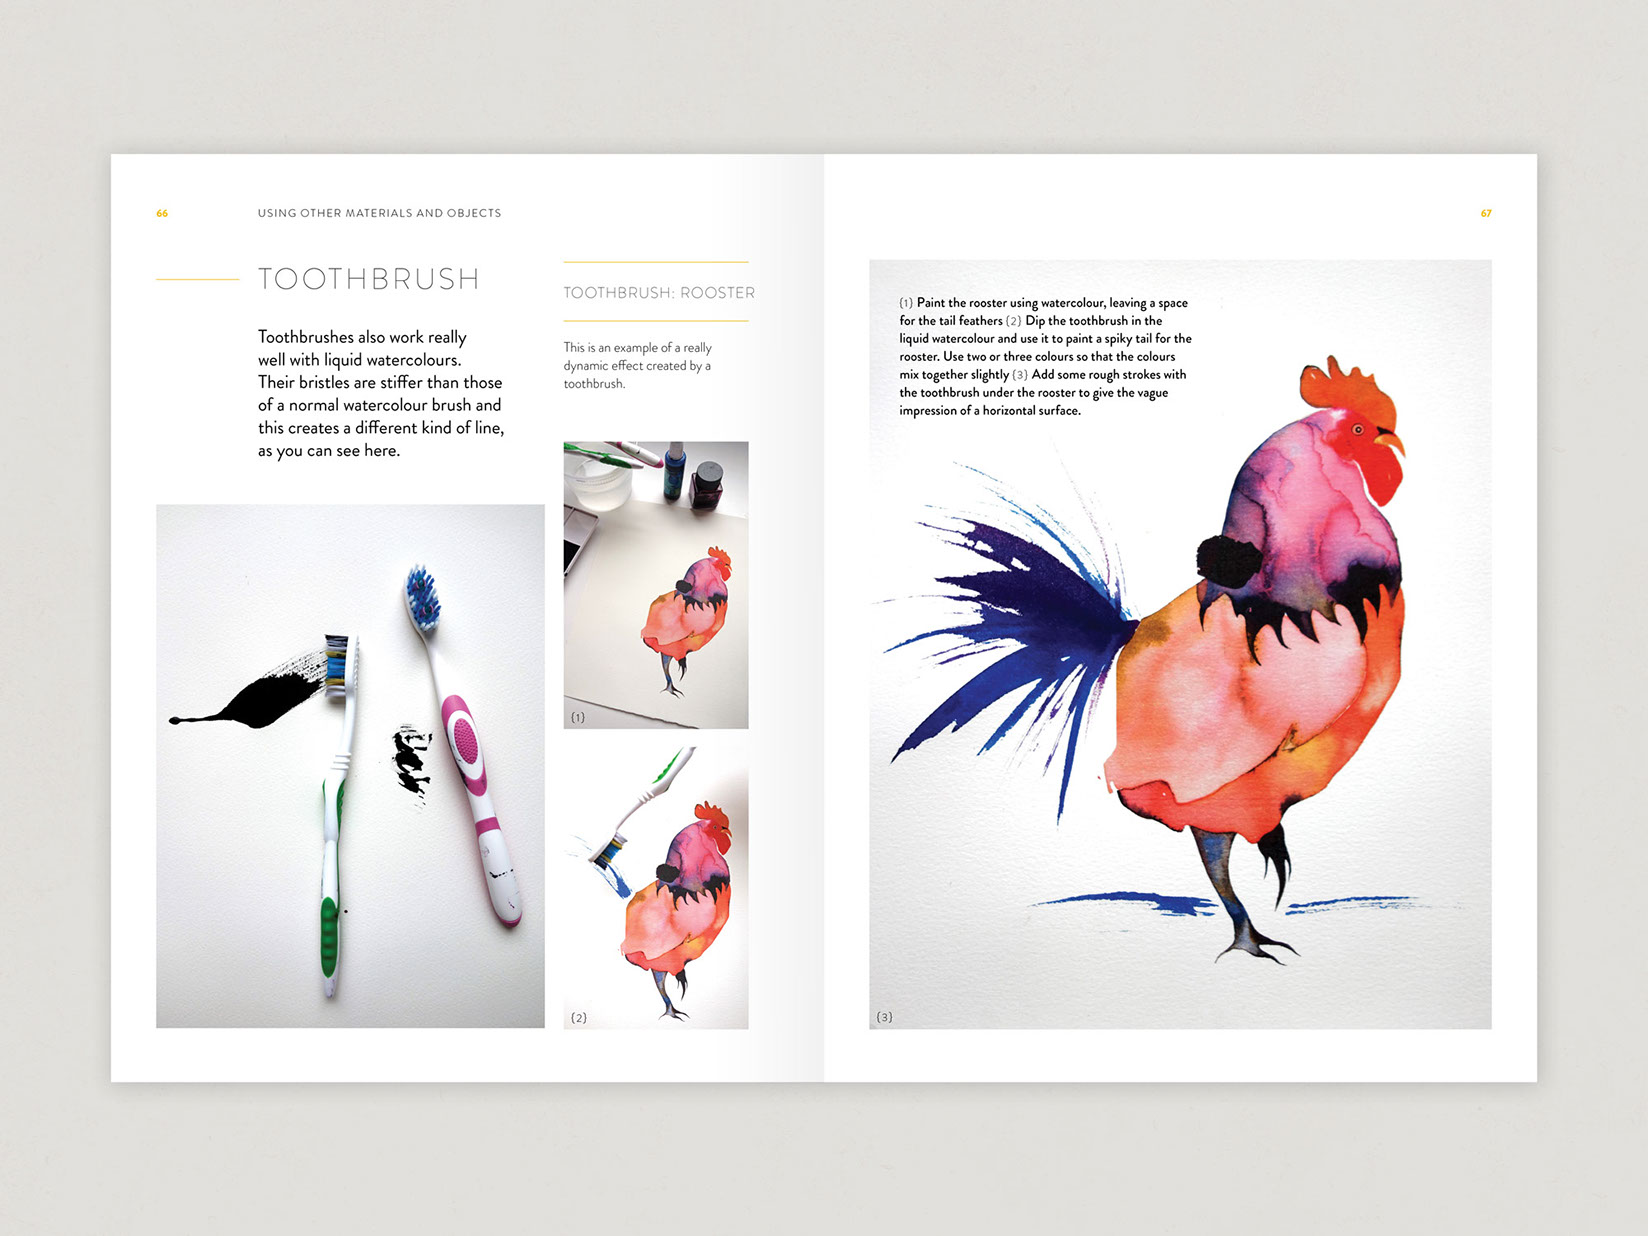 66
USING OTHER MATERIALS AND OBJECTS
TOOTHBRUSH
Toothbrushes also work really
well with liquid watercolours.
Their bristles are stiffer than those
of a normal watercolour brush and
this creates a different kind of line,
as you can see here.
TOOTHBRUSH: ROOSTER
This is an example of a really
dynamic effect created by a
toothbrush.
{1}
{2}
67
{1} Paint the rooster using watercolour, leaving a space
for the tail feathers {2} Dip the toothbrush in the
liquid watercolour and use it to paint a spiky tail for the
rooster. Use two or three colours so that the colours
mix together slightly {3} Add some rough strokes with
the toothbrush under the rooster to give the vague
impression of a horizontal surface.
{3}